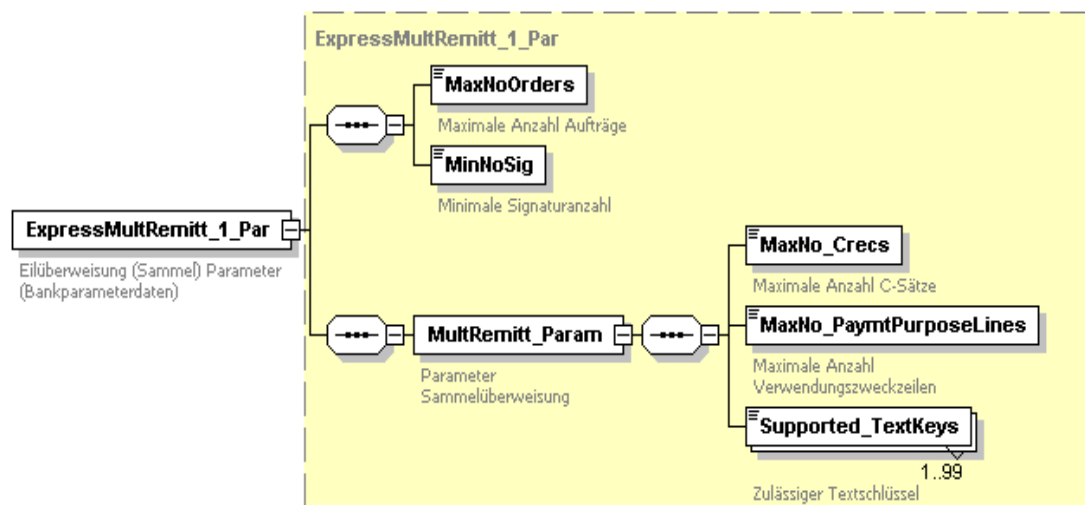 ExpressMultRemitt_1_Par
MaxNoOrders
Maximale Anzahl Aufträge
MinNoSig
Minimale Signaturanzahl
ExpressMultRemitt_1_Par
Eilüberweisung (Sammel) Parameter
(Bankparameterdaten)
MultRemitt_Param
Parameter
Sammelüberweisung
MaxNo_Crecs
Maximale Anzahl C-Sätze
MaxNo_PaymtPurposeLines
Maximale Anzahl
Verwendungszweckzeilen
Supported_TextKeys
1..99
Zulässiger Textschlüssel